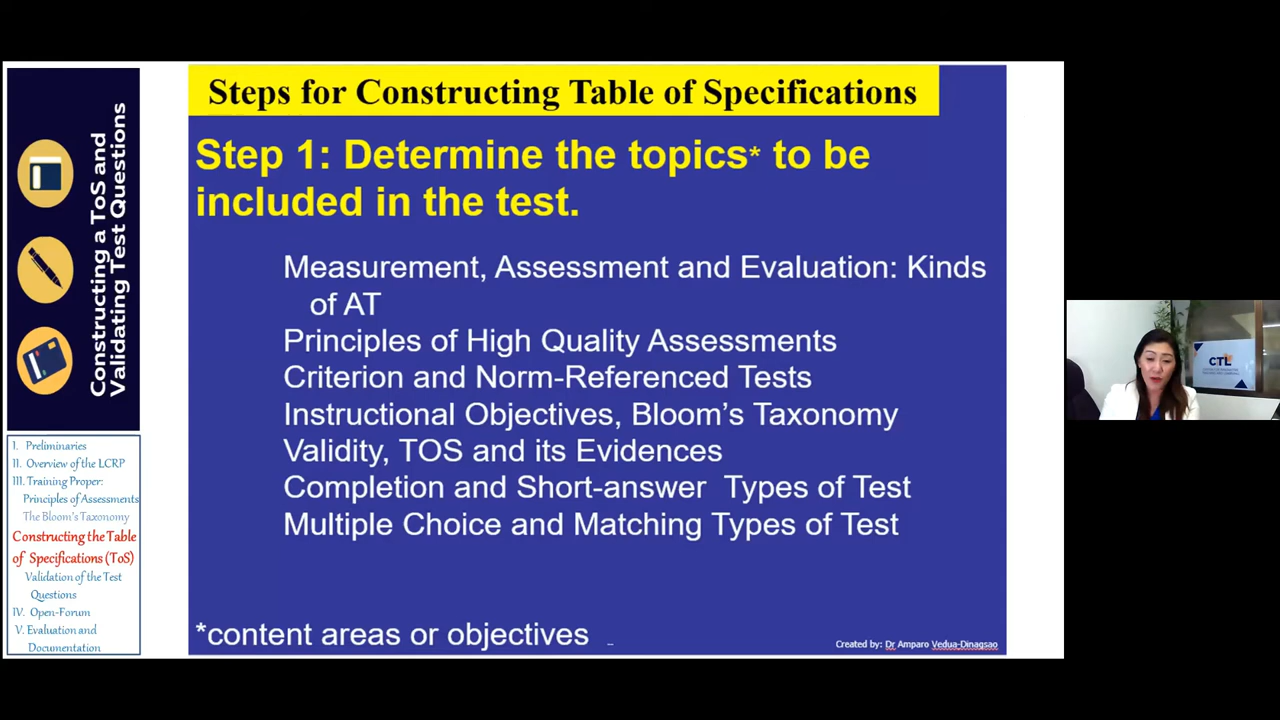 Constructing a ToS and
Validating Test Questions
I. Preliminaries
II. Overview of the LCRP
III. Training Proper:
Principles of Assessments
The Bloom's Taxonomy
Constructing the Table
of Specifications (ToS)
Validation of the Test
Questions
IV. Open-Forum
V. Evaluation and
Documentation
Steps for Constructing Table of Specifications
Step 1: Determine the topics* to be
included in the test.
Measurement, Assessment and Evaluation: Kinds
of AT
Principles of High Quality Assessments
Criterion and Norm-Referenced Tests
Instructional Objectives, Bloom's Taxonomy
Validity, TOS and its Evidences
Completion and Short-answer Types of Test
Multiple Choice and Matching Types of Test
*content areas or objectives
Created by: Dr Amparo Vedua-Dinagsao
CTL